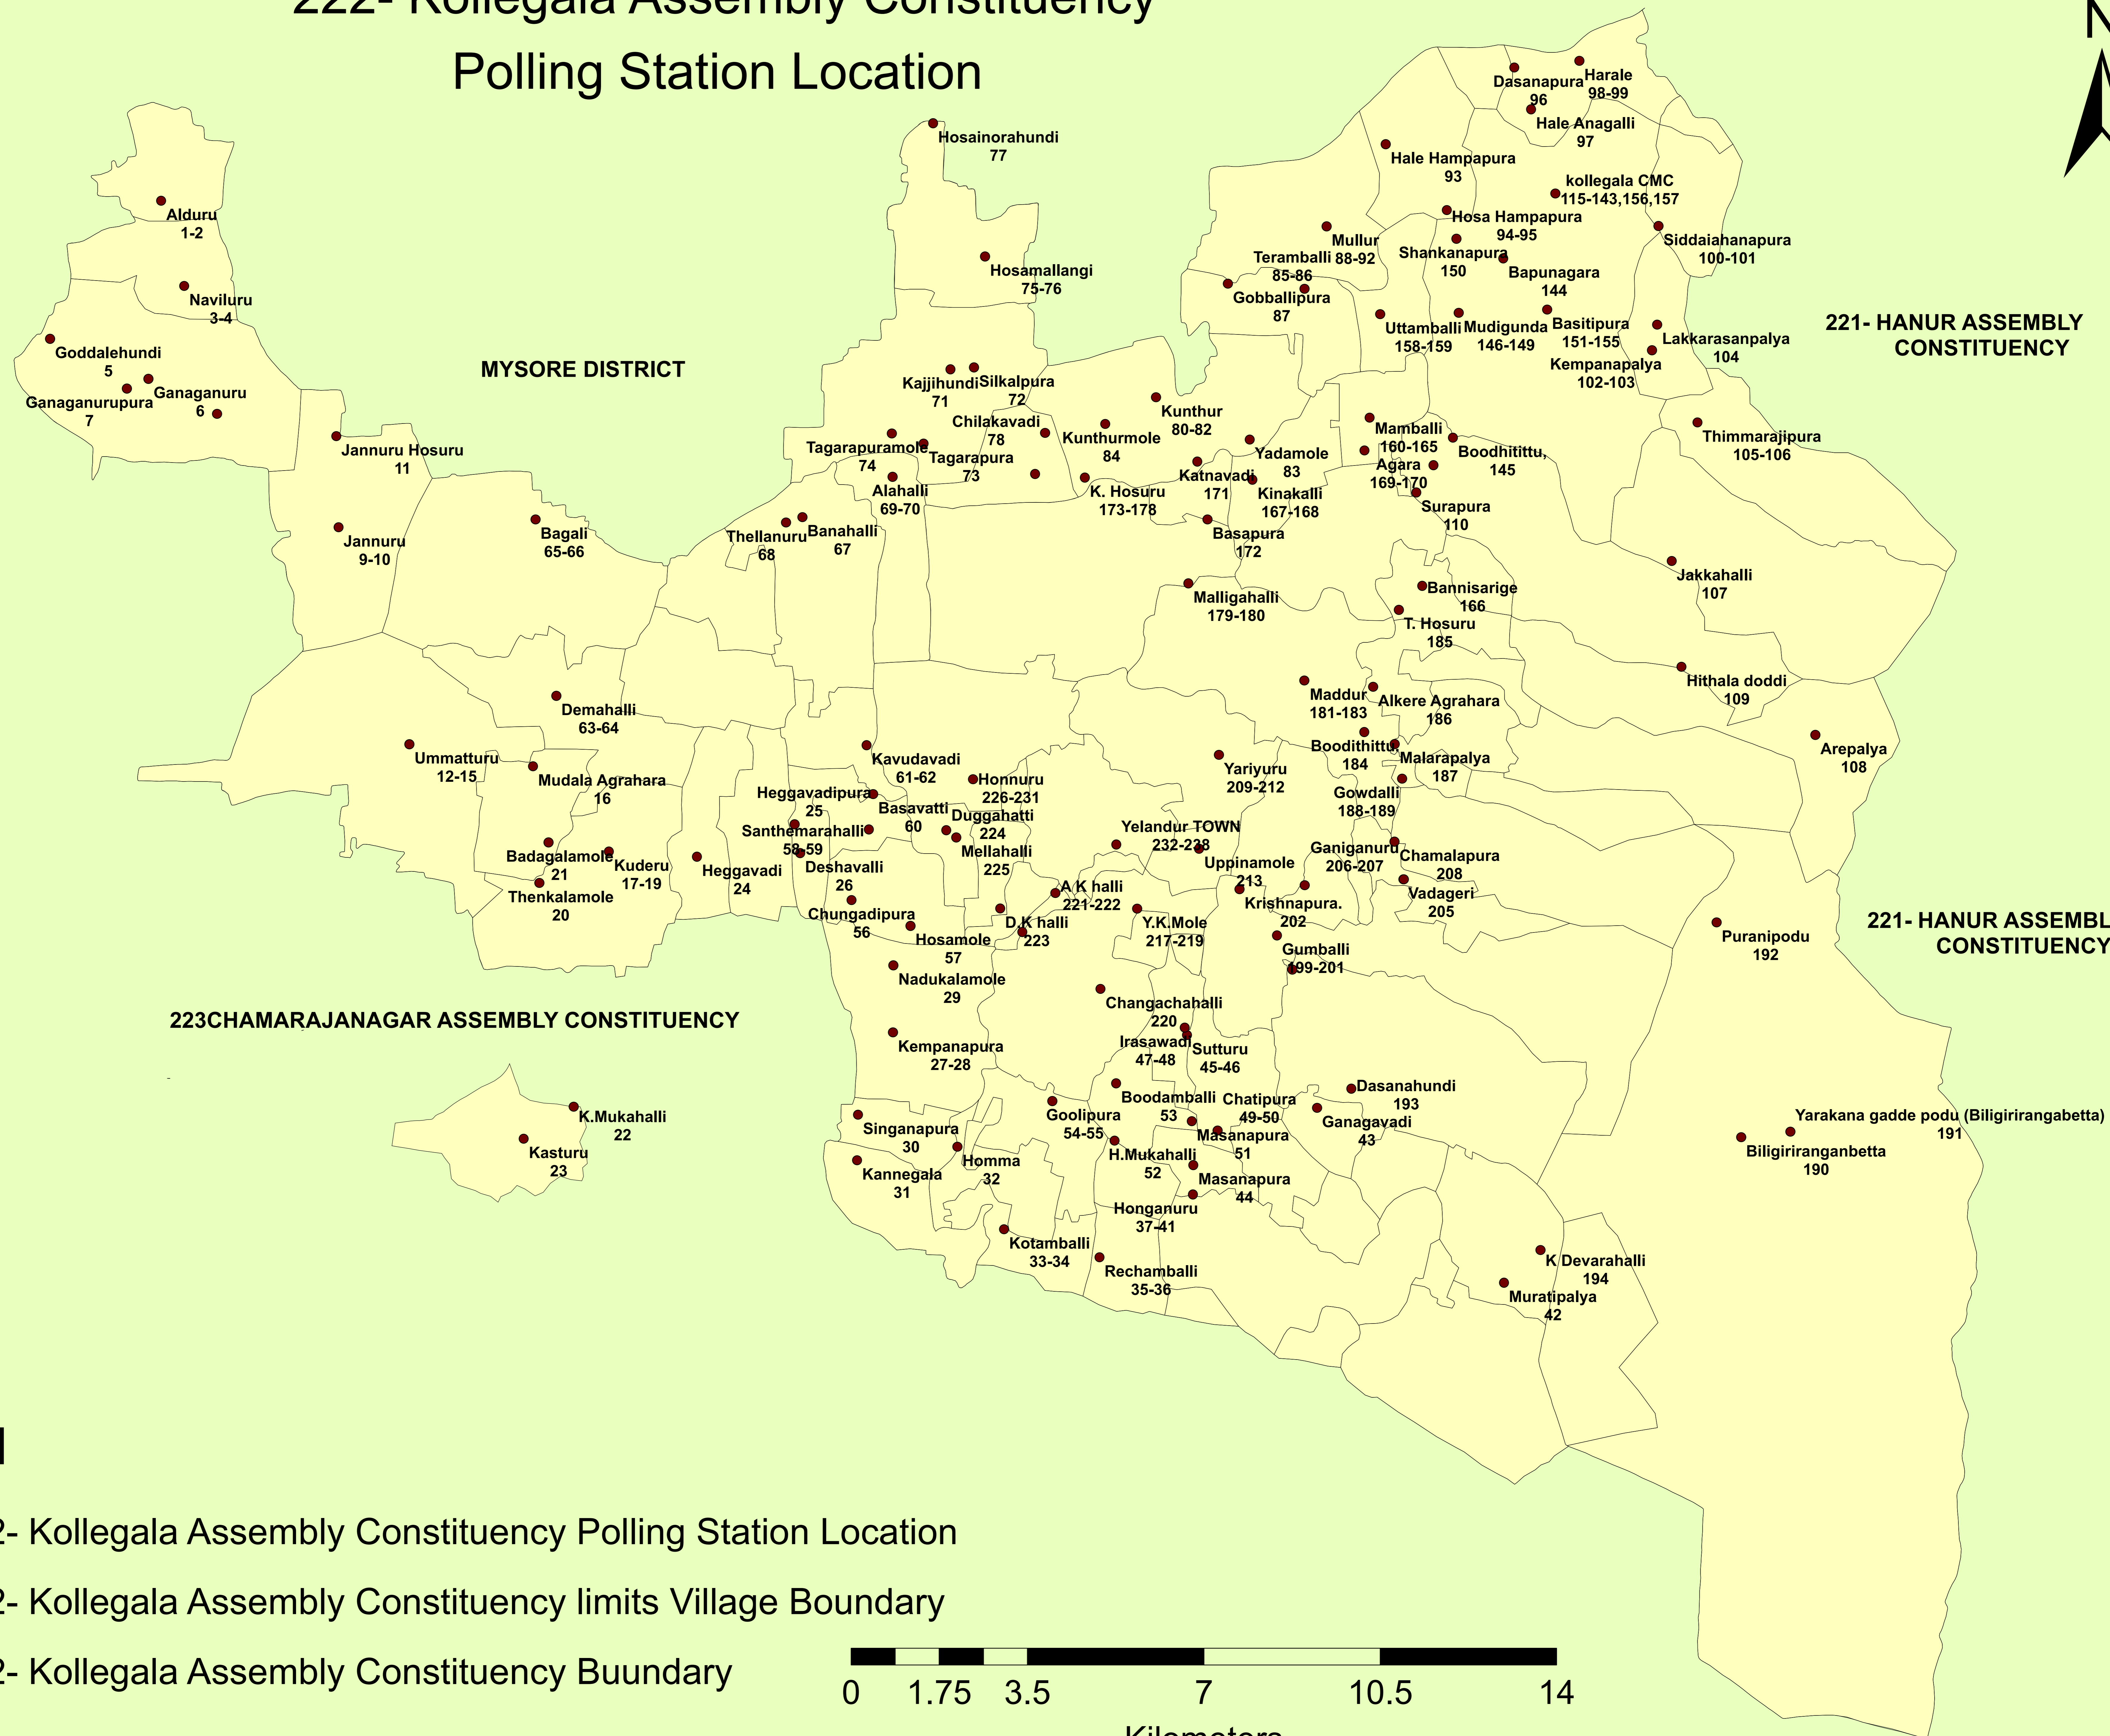 222- Kollegala Assembly Constituency
Polling Station Location
N
Dasanapura
96
Harale
98-99
Hale Anagalli
97
Hosainorahundi
77
Hale Hampapura
93
kollegala CMC
115-143,156,157
Alduru
1-2
Hosa Hampapura
94-95
Mullur
88-92
Siddaiahanapura
100-101
Shankanapura
150
Teramballi
85-86
Hosamallangi
75-76
Bapunagara
144
Naviluru
3-4
Gobballipura
87
Uttamballi
158-159
Mudigunda
146-149
Basitipura
151-155
Lakkarasanpalya
104
221- HANUR ASSEMBLY
CONSTITUENCY
Goddalehundi
5
Kempanapalya
102-103
MYSORE DISTRICT
Kajjihundi
71
Silkalpura
72
Ganaganuru
6
Ganaganurupura
7
Kunthur
80-82
Chilakavadi
78
Mamballi
160-165
Kunthurmole
84
Thimmarajipura
105-106
Jannuru Hosuru
11
Tagarapuramole
74
Tagarapura
73
Yadamole
83
Boodhitittu,
145
Agara
169-170
Katnavadi
171
Alahalli
69-70
K. Hosuru
173-178
Kinakalli
167-168
Surapura
110
Jannuru
9-10
Bagali
65-66
Thellanuru
68
Banahalli
67
Basapura
172
Jakkahalli
107
Bannisarige
166
Malligahalli
179-180
T. Hosuru
185
Hithala doddi
109
Maddur
181-183
Alkere Agrahara
186
Demahalli
63-64
Boodithittu,
184
Arepalya
108
Ummatturu
12-15
Kavudavadi
61-62
Malarapalya
187
Yariyuru
209-212
Mudala Agrahara
16
Honnuru
226-231
Heggavadipura
25
Gowdalli
188-189
Basavatti
60
Duggahatti
224
Santhemarahalli
58-59
Yelandur TOWN
232-238
Mellahalli
225
Ganiganuru
206-207
Chamalapura
208
Badagalamole
21
Kuderu
17-19
Heggavadi
24
Deshavalli
26
Uppinamole
213
A K halli
221-222
Thenkalamole
20
Vadageri
205
Krishnapura.
202
Chungadipura
56
D.K halli
223
Y.K.Mole
217-219
221- HANUR ASSEMBL
CONSTITUENCY
Hosamole
57
Puranipodu
192
Gumballi
199-201
Nadukalamole
29
Changachahalli
220
223CHAMARAJANAGAR ASSEMBLY CONSTITUENCY
Kempanapura
27-28
Irasawadi
47-48
Sutturu
45-46
Dasanahundi
193
Boodamballi
53
Chatipura
49-50
Goolipura
54-55
K.Mukahalli
22
Yarakana gadde podu (Biligirirangabetta)
191
Ganagavadi
43
Singanapura
30
Masanapura
51
Kasturu
23
Biligiriranganbetta
190
H.Mukahalli
52
Homma
32
Kannegala
31
Masanapura
44
Honganuru
37-41
Kotamballi
33-34
K Devarahalli
194
Rechamballi
35-36
Muratipalya
42
2- Kollegala Assembly Constituency Polling Station Location
2- Kollegala Assembly Constituency limits Village Boundary
2- Kollegala Assembly Constituency Buundary
0 1.75 3.5 7 10.5 14
Kilometers